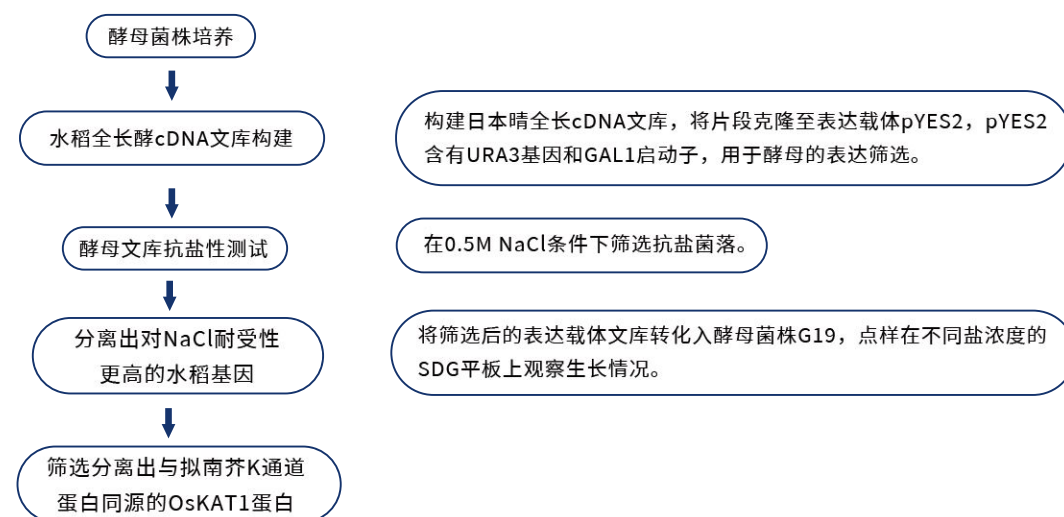 酵母菌株培养
水稻全长酵cDNA文库构建
构建日本晴全长cDNA文库，将片段克隆至表达载体pYES2，pYES2
含有URA3基因和GAL1启动子，用于酵母的表达筛选。
酵母文库抗盐性测试
在0.5M NaCl条件下筛选抗盐菌落。
分离出对NaCl耐受性
更高的水稻基因
将筛选后的表达载体文库转化入酵母菌株G19，点样在不同盐浓度的
SDG平板上观察生长情况。
筛选分离出与拟南芥K通道
蛋白同源的OsKAT1蛋白